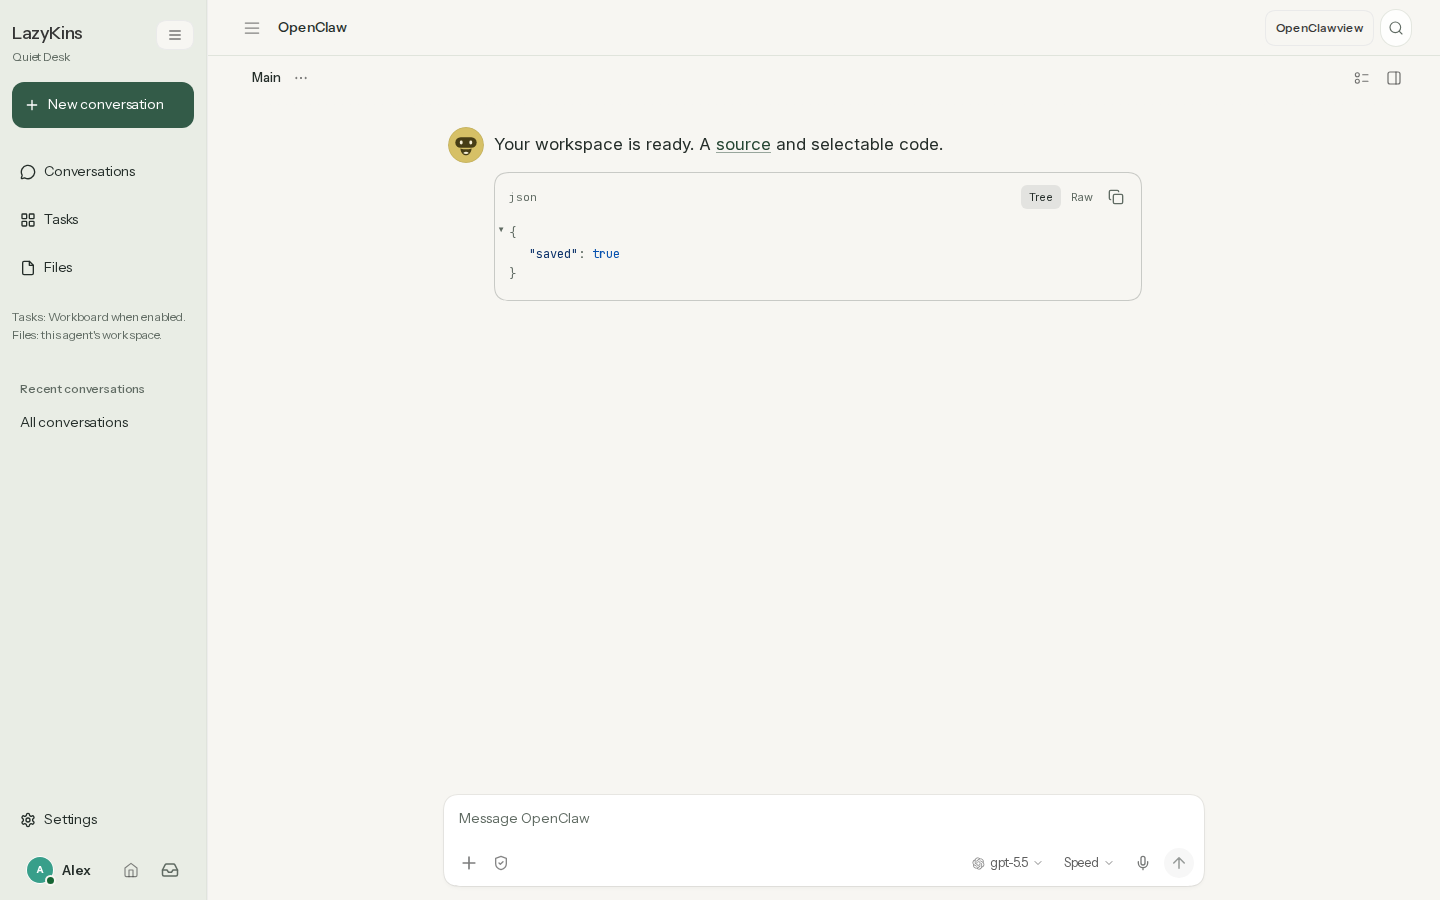 LazyKins
Quiet Desk
New conversation
Conversations
Tasks
Files
Tasks: Workboard when enabled.
Files: this agent's workspace.
Recent conversations
All conversations
Settings
A
Alex
OpenClaw
OpenClaw view
Main
Your workspace is ready. A source and selectable code.
json
Tree
Raw
{
"saved": true
}
Message OpenClaw
gpt-5.5
Speed